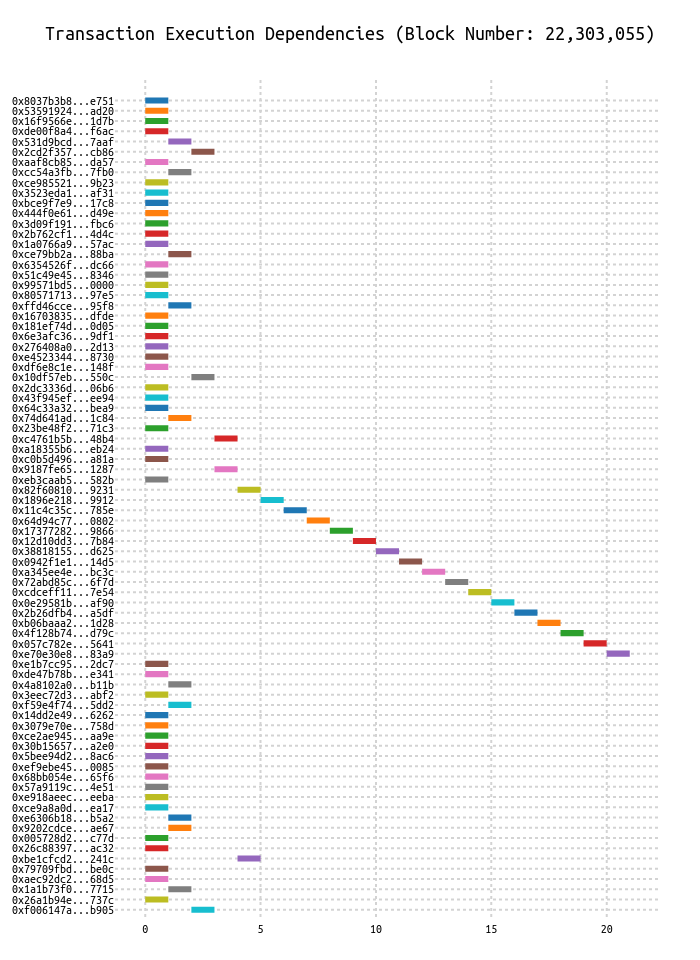 Transaction Execution Dependencies (Block Number: 22,303,055)
0x8037b3b8...e751
0x53591924...ad20
0x16f9566e...1d7b
0xde00f8a4...f6ac
0x531d9bcd...7aaf
0x2cd2f357...cb86
0xaaf8cb85...da57
0xcc54a3fb...7fb0
0xce985521...9b23
0x3523eda1...af31
0xbce9f7e9...17c8
0x444f0e61...d49e
0x3d09f191...fbc6
0x2b762cf1...4d4c
0x1a0766a9...57ac
0xce79bb2a...88ba
0x6354526f...dc66
0x51c49e45...8346
0x99571bd5...0000
0x80571713...97e5
0xffd46cce...95f8
0x16703835...dfde
0x181ef74d...0d05
0x6e3afc36...9df1
0x276408a0...2d13
0xe4523344...8730
0xdf6e8c1e...148f
0x10df57eb...550c
0x2dc3336d...06b6
0x43f945ef...ee94
0x64c33a32...bea9
0x74d641ad...1c84
0x23be48f2...71c3
0xc4761b5b...48b4
0xa18355b6...eb24
0xc0b5d496...a81a
0x9187fe65...1287
0xeb3caab5...582b
0x82f60810...9231
0x1896e218...9912
0x11c4c35c...785e
0x64d94c77...0802
0x17377282...9866
0x12d10dd3...7b84
0x38818155...d625
0x0942f1e1...14d5
0xa345ee4e...bc3c
0x72abd85c...6f7d
0xcdceff11...7e54
0x0e29581b...af90
0x2b26dfb4...a5df
0xb06baaa2...1d28
0x4f128b74...d79c
0x057c782e...5641
0xe70e30e8...83a9
0xe1b7cc95...2dc7
0xde47b78b...e341
0x4a8102a0...b11b
0x3eec72d3...abf2
0xf59e4f74...5dd2
0x14dd2e49...6262
0x3079e70e...758d
0xce2ae945...aa9e
0x30b15657...a2e0
0x5bee94d2...8ac6
0xef9ebe45...0085
0x68bb054e...65f6
0x57a9119c...4e51
0xe918aeec...eeba
0xce9a8a0d...ea17
0xe6306b18...b5a2
0x9202cdce...ae67
0x005728d2...c77d
0x26c88397...ac32
0xbe1cfcd2...241c
0x79709fbd...be0c
0xaec92dc2...68d5
0x1a1b73f0...7715
0x26a1b94e...737c
0xf006147a...b905
0 5 10 15 20